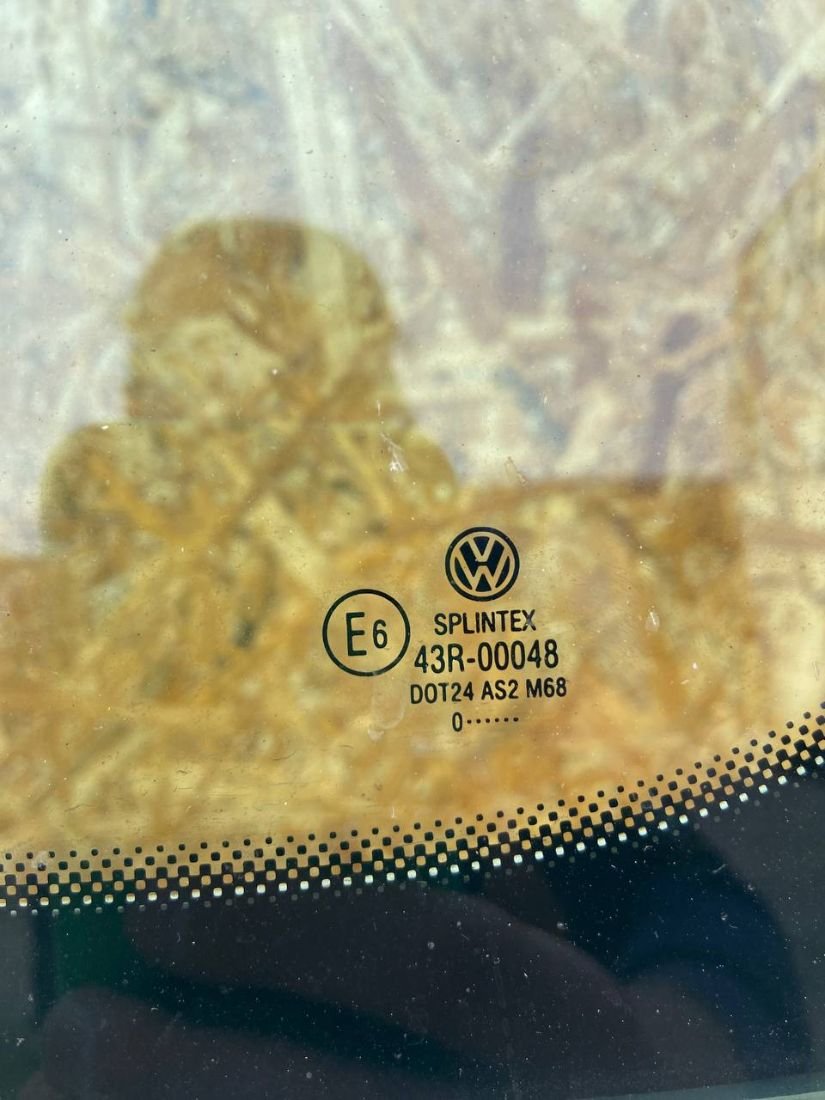 SPLINTEX
E6
43R-00048
DOT24 AS2 M68
0······